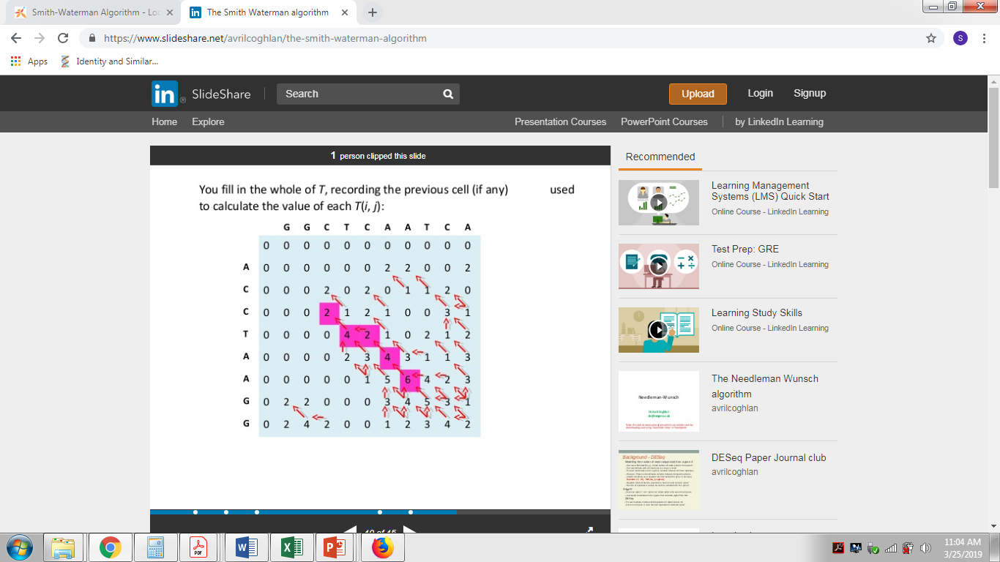 Smith-Waterman Algorithm - Loc
The Smith Waterman algorithm
https://www.slideshare.net/avrilcoghlan/the-smith-waterman-algorithm
S
Apps Identity and Similar...
in SlideShare Search Upload Login Signup
Home Explore Presentation Courses PowerPoint Courses by LinkedIn Learning
1 person clipped this slide
You fill in the whole of T, recording the previous cell (if any) used
to calculate the value of each T(i, j):
G G C T C A A T C A
0 0 0 0 0 0 0 0 0 0 0
A 0 0 0 0 0 0 2 2 0 0 2
C 0 0 0 2 0 2 0 1 1 2 0
C 0 0 0 2 1 2 1 0 0 3 1
T 0 0 0 0 4 2 1 0 2 1 2
A 0 0 0 0 2 3 4 3 1 1 3
A 0 0 0 0 0 1 5 6 4 2 3
G 0 2 2 0 0 0 3 4 5 3 1
G 0 2 4 2 0 0 1 2 3 4 2
40 of 45
Recommended
Learning Management
Systems (LMS) Quick Start
Online Course - LinkedIn Learning
Test Prep: GRE
Online Course - LinkedIn Learning
Learning Study Skills
Online Course - LinkedIn Learning
Needleman-Wunsch
The Needleman Wunsch
algorithm
avrilcoghlan
Background – DESeq
DESeq Paper Journal club
avrilcoghlan
PDF
11:04 AM
3/25/2019